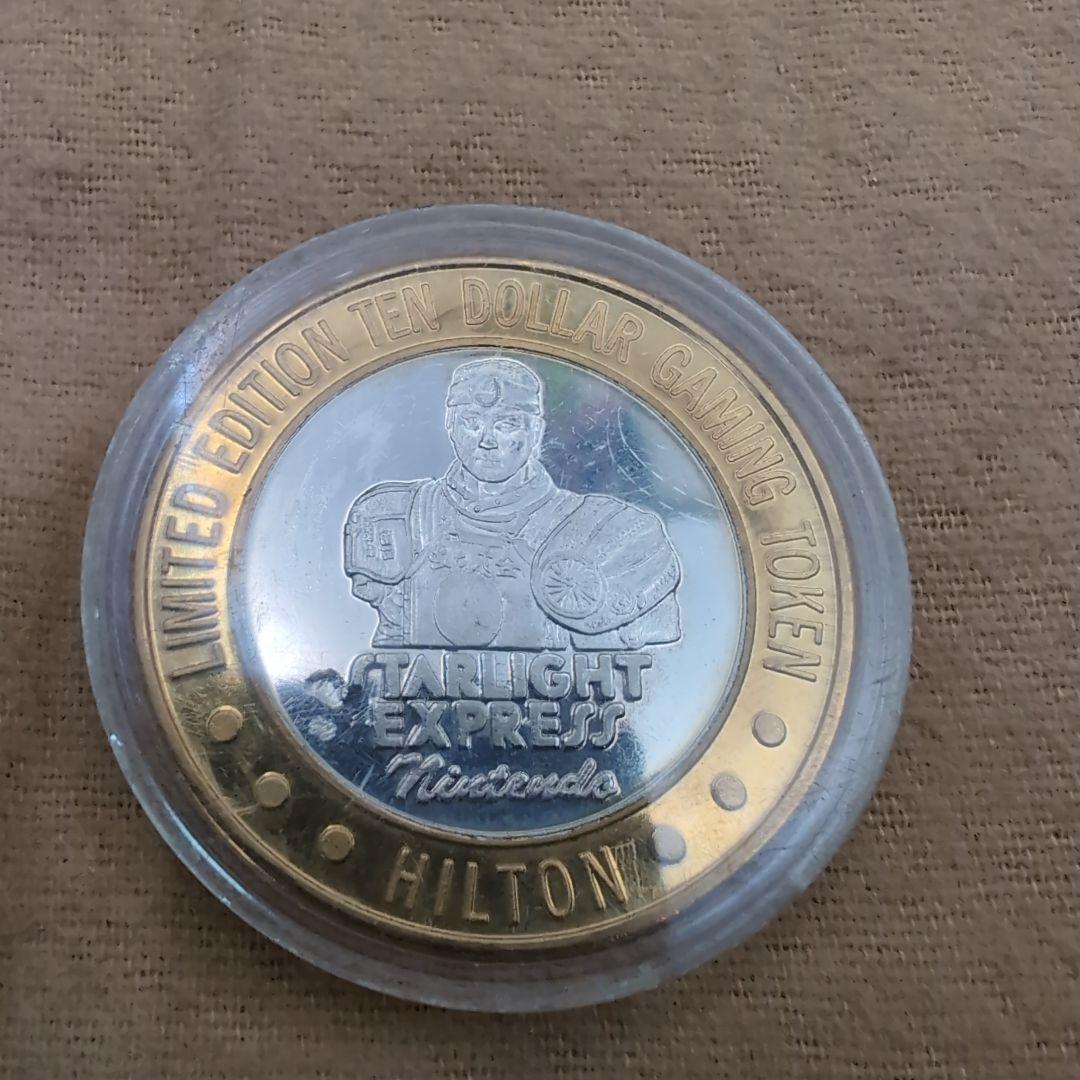 LIMITED EDITION TEN DOLLAR GAMING TOKEN
STARLIGHT
EXPRESS
Nintendo
HILTON